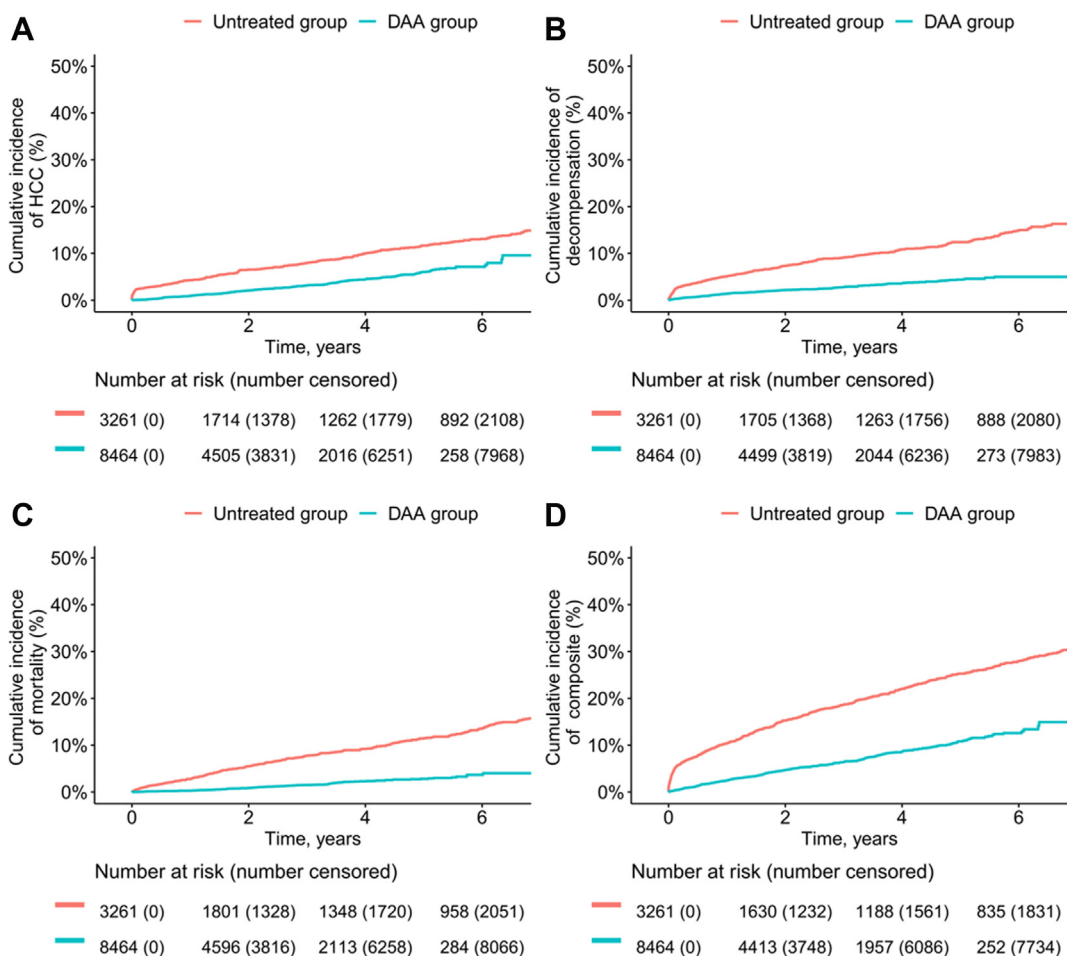 A
Untreated group DAA group
Cumulative incidence
of HCC (%)
50%
40%
30%
20%
10%
0%
0 2 4 6
Time, years
Number at risk (number censored)
3261 (0) 1714 (1378) 1262 (1779) 892 (2108)
8464 (0) 4505 (3831) 2016 (6251) 258 (7968)
B
Untreated group DAA group
Cumulative incidence of
decompensation (%)
50%
40%
30%
20%
10%
0%
0 2 4 6
Time, years
Number at risk (number censored)
3261 (0) 1705 (1368) 1263 (1756) 888 (2080)
8464 (0) 4499 (3819) 2044 (6236) 273 (7983)
C
Untreated group DAA group
Cumulative incidence
of mortality (%)
50%
40%
30%
20%
10%
0%
0 2 4 6
Time, years
Number at risk (number censored)
3261 (0) 1801 (1328) 1348 (1720) 958 (2051)
8464 (0) 4596 (3816) 2113 (6258) 284 (8066)
D
Untreated group DAA group
Cumulative incidence
of composite (%)
50%
40%
30%
20%
10%
0%
0 2 4 6
Time, years
Number at risk (number censored)
3261 (0) 1630 (1232) 1188 (1561) 835 (1831)
8464 (0) 4413 (3748) 1957 (6086) 252 (7734)